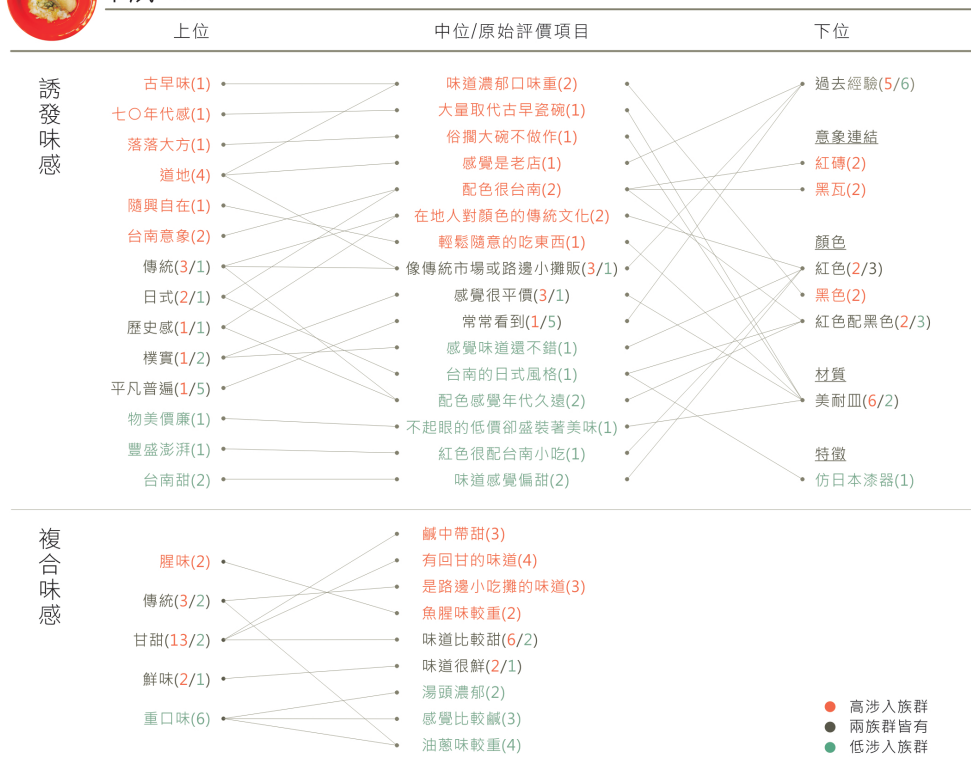 上位
中位/原始評價項目
下位
誘發味感
古早味(1)
七〇年代感(1)
落落大方(1)
道地(4)
隨興自在(1)
台南意象(2)
傳統(3/1)
日式(2/1)
歷史感(1/1)
樸實(1/2)
平凡普遍(1/5)
物美價廉(1)
豐盛澎湃(1)
台南甜(2)
味道濃郁口味重(2)
大量取代古早瓷碗(1)
俗擱大碗不做作(1)
感覺是老店(1)
配色很台南(2)
在地人對顏色的傳統文化(2)
輕鬆隨意的吃東西(1)
像傳統市場或路邊小攤販(3/1)
感覺很平價(3/1)
常常看到(1/5)
感覺味道還不錯(1)
台南的日式風格(1)
配色感覺年代久遠(2)
不起眼的低價卻盛裝著美味(1)
紅色很配台南小吃(1)
味道感覺偏甜(2)
過去經驗(5/6)
意象連結
紅磚(2)
黑瓦(2)
顏色
紅色(2/3)
黑色(2)
紅色配黑色(2/3)
材質
美耐皿(6/2)
特徵
仿日本漆器(1)
複合味感
腥味(2)
傳統(3/2)
甘甜(13/2)
鮮味(2/1)
重口味(6)
鹹中帶甜(3)
有回甘的味道(4)
是路邊小吃攤的味道(3)
魚腥味較重(2)
味道比較甜(6/2)
味道很鮮(2/1)
湯頭濃郁(2)
感覺比較鹹(3)
油蔥味較重(4)
高涉入族群
兩族群皆有
低涉入族群